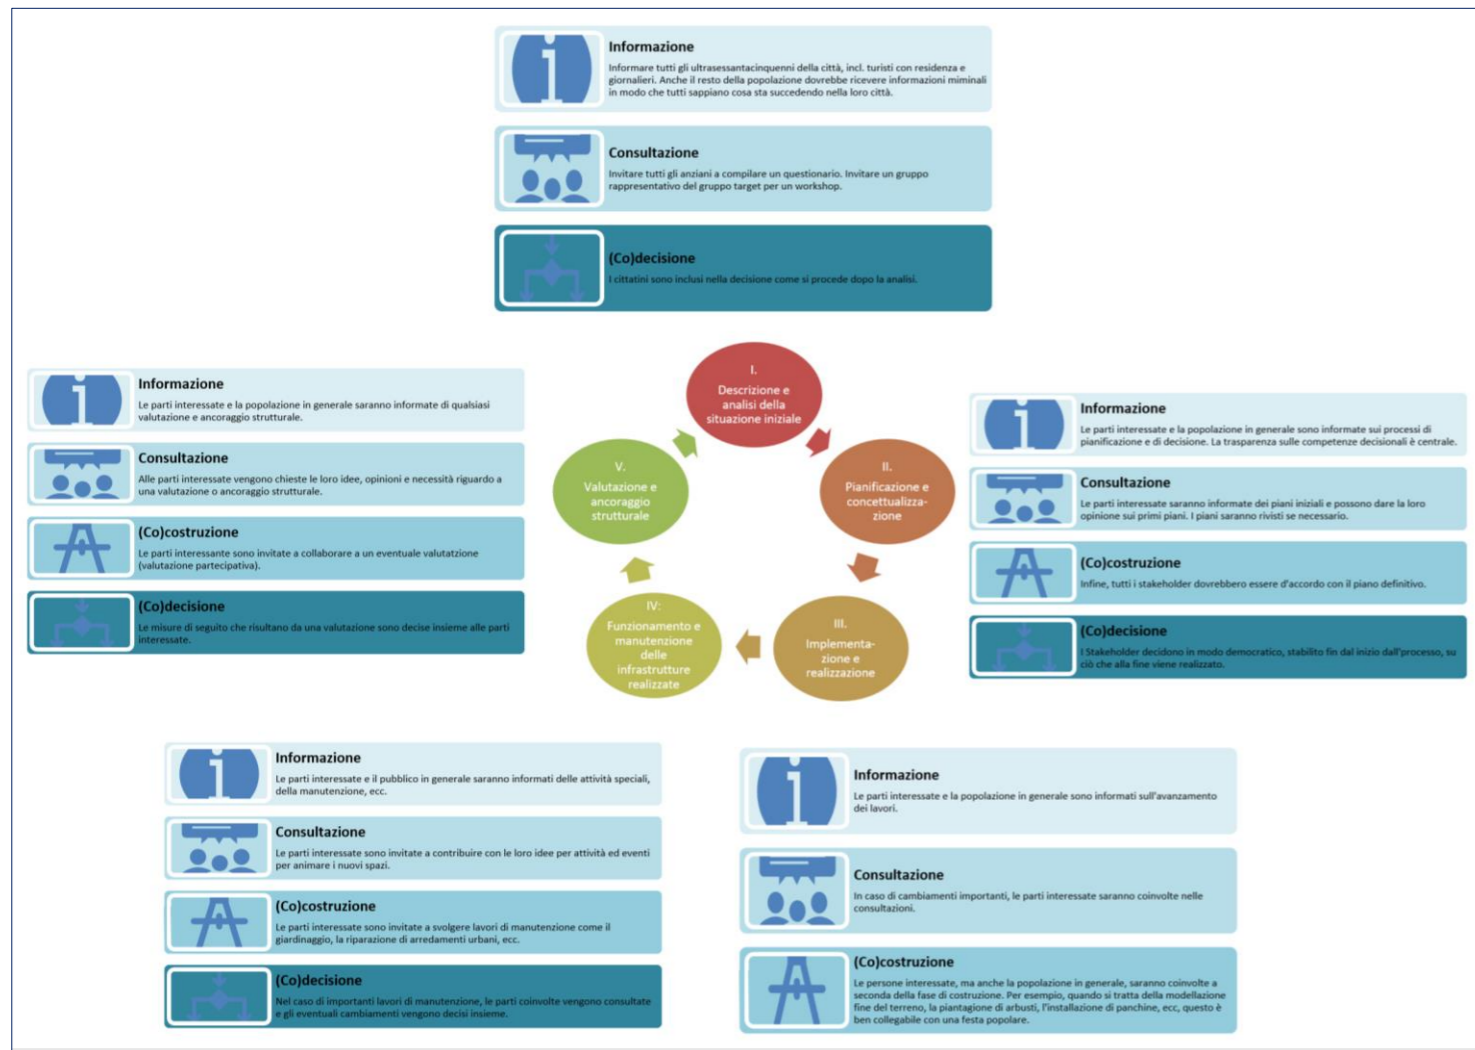 Informazione
Informare tutti gli ultrasessantacinquenni della città, incl. turisti con residenza e
giornalieri. Anche il resto della popolazione dovrebbe ricevere informazioni miminali
in modo che tutti sappiano cosa sta succedendo nella loro città.
Consultazione
Invitare tutti gli anziani a compilare un questionario. Invitare un gruppo
rappresentativo del gruppo target per un workshop.
(Co)decisione
I cittatini sono inclusi nella decisione come si procede dopo la analisi.
I.
Descrizione e
analisi della
situazione iniziale
II.
Pianificazione e
concettualizza-
zione
III.
Implementa-
zione e
realizzazione
IV:
Funzionamento e
manutenzione
delle
infrastrutture
realizzate
V.
Valutazione e
ancoraggio
strutturale
Informazione
Le parti interessate e la popolazione in generale saranno informate di qualsiasi
valutazione e ancoraggio strutturale.
Consultazione
Alle parti interessate vengono chieste le loro idee, opinioni e necessità riguardo a
una valutazione o ancoraggio strutturale.
(Co)costruzione
Le parti interessante sono invitate a collaborare a un eventuale valutatzione
(valutazione partecipativa).
(Co)decisione
Le misure di seguito che risultano da una valutazione sono decise insieme alle parti
interessate.
Informazione
Le parti interessate e la popolazione in generale sono informate sui processi di
pianificazione e di decisione. La trasparenza sulle competenze decisionali è centrale.
Consultazione
Le parti interessate saranno informate dei piani iniziali e possono dare la loro
opinione sui primi piani. I piani saranno rivisti se necessario.
(Co)costruzione
Infine, tutti i stakeholder dovrebbero essere d'accordo con il piano definitivo.
(Co)decisione
I Stakeholder decidono in modo democratico, stabilito fin dal inizio dall'processo, su
ciò che alla fine viene realizzato.
Informazione
Le parti interessate e il pubblico in generale saranno informati delle attività speciali,
della manutenzione, ecc.
Consultazione
Le parti interessate sono invitate a contribuire con le loro idee per attività ed eventi
per animare i nuovi spazi.
(Co)costruzione
Le parti interessate sono invitate a svolgere lavori di manutenzione come il
giardinaggio, la riparazione di arredamenti urbani, ecc.
(Co)decisione
Nel caso di importanti lavori di manutenzione, le parti coinvolte vengono consultate
e gli eventuali cambiamenti vengono decisi insieme.
Informazione
Le parti interessate e la popolazione in generale sono informati sull'avanzamento
dei lavori.
Consultazione
In caso di cambiamenti importanti, le parti interessate saranno coinvolte nelle
consultazioni.
(Co)costruzione
Le persone interessate, ma anche la popolazione in generale, saranno coinvolte a
seconda della fase di costruzione. Per esempio, quando si tratta della modellazione
fine del terreno, la piantagione di arbusti, l'installazione di panchine, ecc, questo è
ben collegabile con una festa popolare.